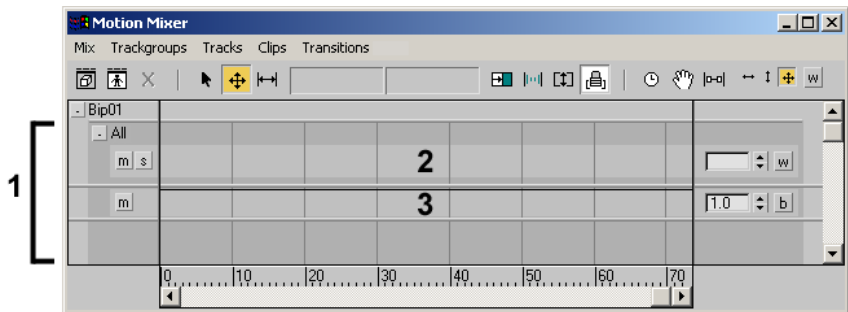 Motion Mixer
Mix Trackgroups Tracks Clips Transitions
w
- Bip01
- All
m s 2 w
1
m 3 1.0 b
0 10 20 30 40 50 60 70